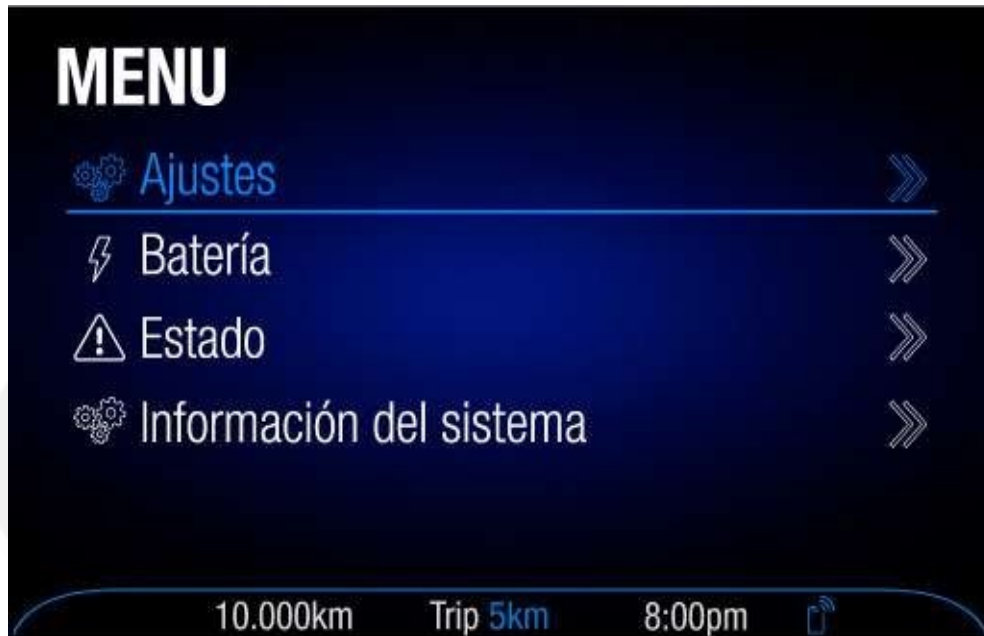 MENU
Ajustes
Batería
Estado
Información del sistema
10.000km Trip 5km 8:00pm